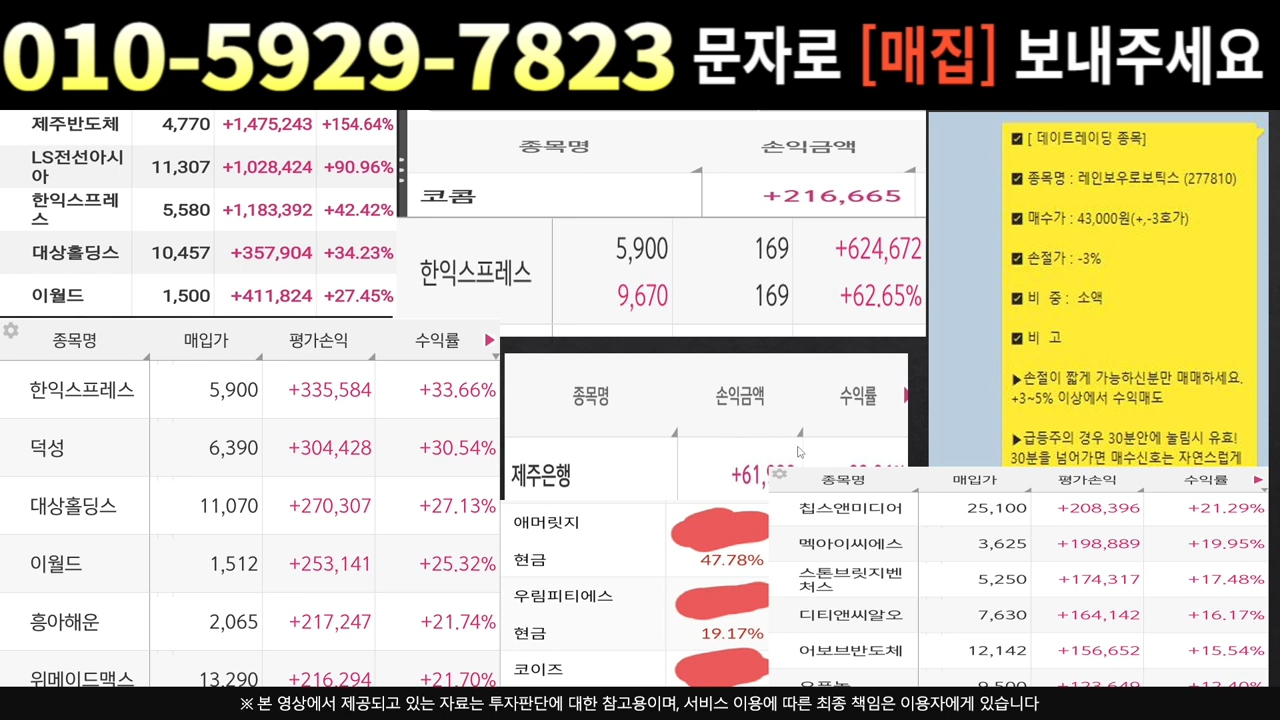 010-5929-7823 문자로 [매집] 보내주세요
제주반도체 4,770 +1,475,243 +154.64%
LS전선아시
아 11,307 +1,028,424 +90.96%
한익스프레
스 5,580 +1,183,392 +42.42%
대상홀딩스 10,457 +357,904 +34.23%
이월드 1,500 +411,824 +27.45%
종목명 손익금액
코콤 +216,665
한익스프레스 5,900 169 +624,672
9,670 169 +62.65%
[ 데이트레이딩 종목]
종목명 : 레인보우로보틱스 (277810)
매수가 : 43,000원(+,-3호가)
손절가 : -3%
비 중 : 소액
비 고
▶손절이 짧게 가능하신분만 매매하세요.
+3~5% 이상에서 수익매도
▶급등주의 경우 30분안에 눌림시 유효!
30분을 넘어가면 매수신호는 자연스럽게
종목명 매입가 평가손익 수익률
한익스프레스 5,900 +335,584 +33.66%
덕성 6,390 +304,428 +30.54%
대상홀딩스 11,070 +270,307 +27.13%
이월드 1,512 +253,141 +25.32%
흥아해운 2,065 +217,247 +21.74%
위메이드맥스 13,290 +216,294 +21.70%
종목명 손익금액 수익률
제주은행
애머릿지
현금 47.78%
우림피티에스
현금 19.17%
코이즈
종목명 매입가 평가손익 수익률
칩스앤미디어 25,100 +208,396 +21.29%
멕아이씨에스 3,625 +198,889 +19.95%
스톤브릿지벤
처스 5,250 +174,317 +17.48%
디티앤씨알오 7,630 +164,142 +16.17%
어보브반도체 12,142 +156,652 +15.54%
※ 본 영상에서 제공되고 있는 자료는 투자판단에 대한 참고용이며, 서비스 이용에 따른 최종 책임은 이용자에게 있습니다